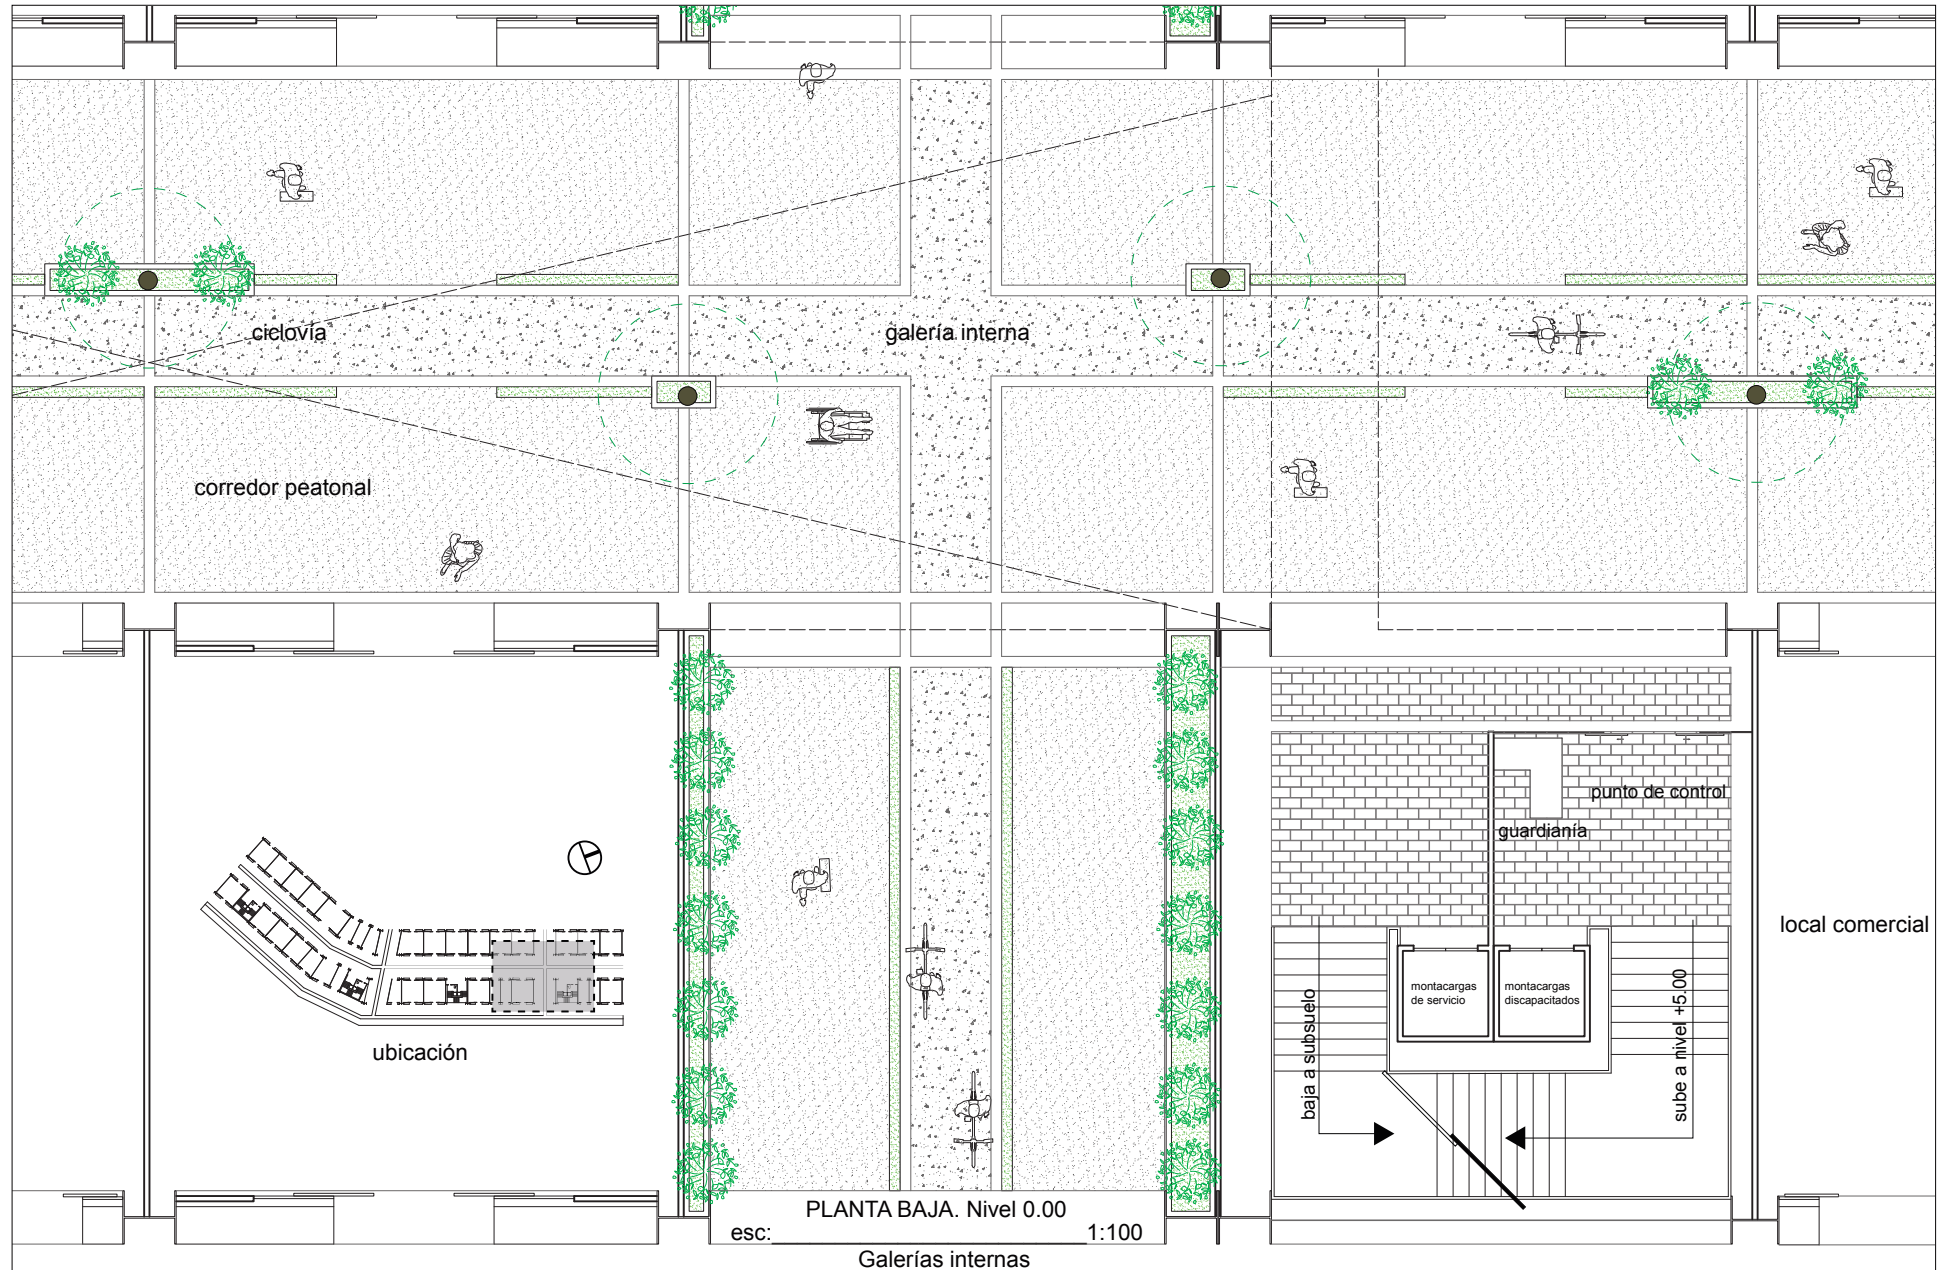 ciclovía
galería interna
corredor peatonal
punto de control
guardianía
local comercial
montacargas
de servicio
montacargas
discapacitados
baja a subsuelo
sube a nivel +5.00
ubicación
PLANTA BAJA. Nivel 0.00
esc:____________________________1:100
Galerías internas